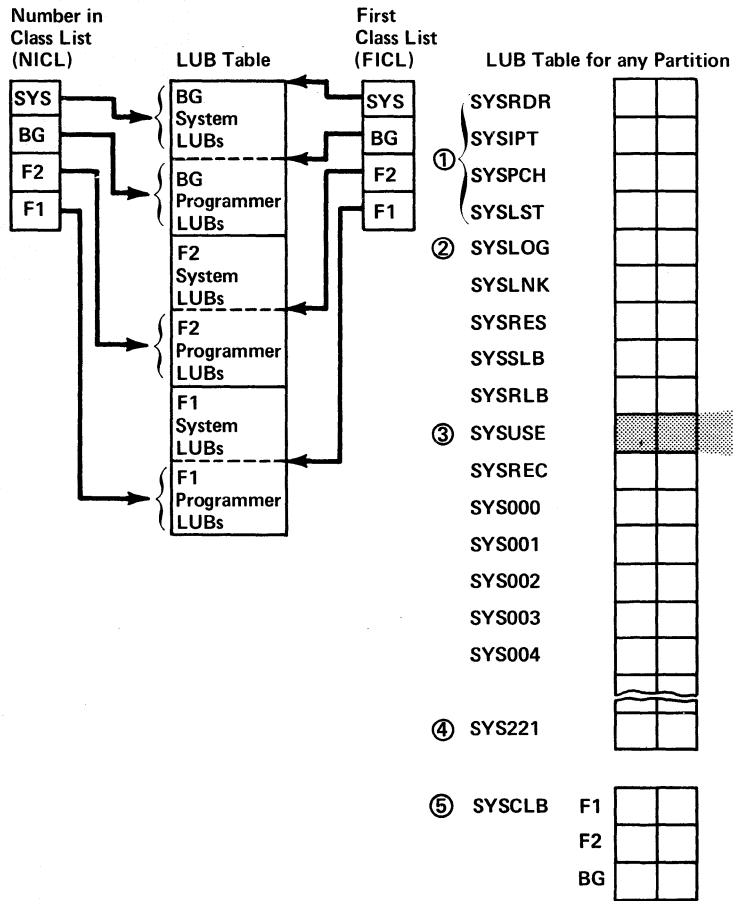 Number in
Class List
(NICL)
LUB Table
First
Class List
(FICL)
LUB Table for any Partition
SYS
BG
F2
F1
BG
System
LUBs
BG
Programmer
LUBs
F2
System
LUBs
F2
Programmer
LUBs
F1
System
LUBs
F1
Programmer
LUBs
SYS
BG
F2
F1
① SYSRDR
SYSIPT
SYSPCH
SYSLST
② SYSLOG
SYSLNK
SYSRES
SYSSLB
SYSRLB
③ SYSUSE
SYSREC
SYS000
SYS001
SYS002
SYS003
SYS004
④ SYS221
⑤ SYSCLB F1
F2
BG